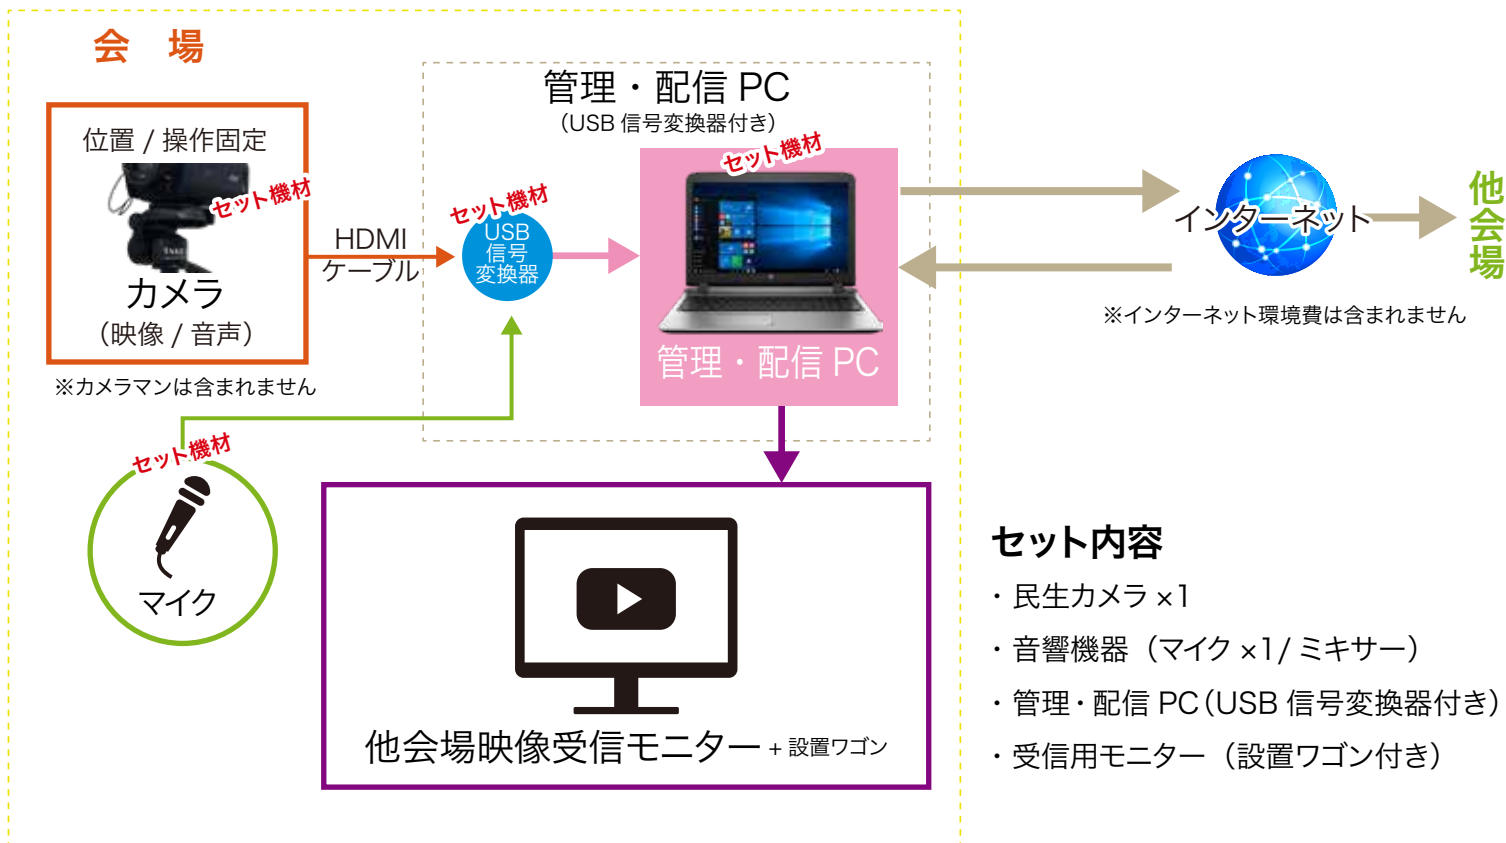 会 場
管理・配信 PC
（USB 信号変換器付き）
位置 / 操作固定
セット機材
カメラ
（映像 / 音声）
※カメラマンは含まれません
HDMI
ケーブル
セット機材
USB
信号
変換器
セット機材
管理・配信 PC
インターネット
他会場
※インターネット環境費は含まれません
セット機材
マイク
他会場映像受信モニター + 設置ワゴン
セット内容
・民生カメラ ×1
・音響機器（マイク ×1/ ミキサー）
・管理・配信 PC（USB 信号変換器付き）
・受信用モニター（設置ワゴン付き）